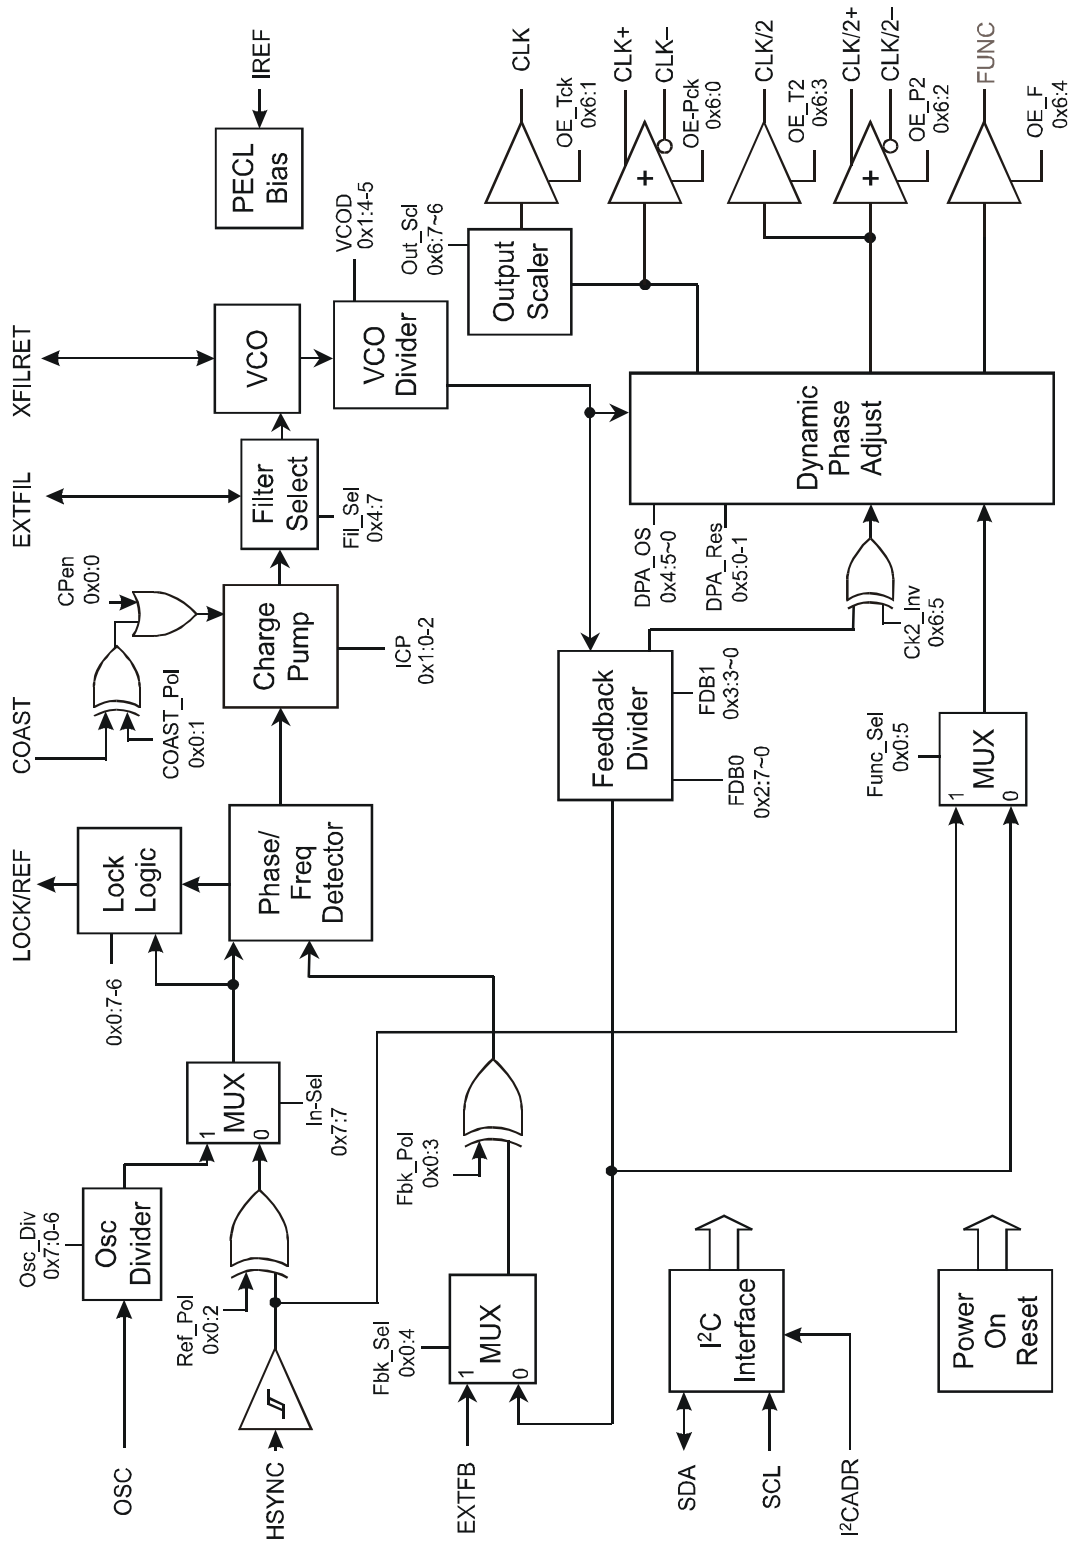 OSC
Osc_Div
0x7:0-6
Osc
Divider
HSYNC
Ref_Pol
0x0:2
1
0
MUX
In-Sel
0x7:7
LOCK/REF
0x0:7-6
Lock
Logic
Phase/
Freq
Detector
COAST
COAST_Pol
0x0:1
CPen
0x0:0
Charge
Pump
ICP
0x1:0-2
EXTFIL
Filter
Select
Fil_Sel
0x4:7
XFILRET
VCO
VCO
Divider
VCOD
0x1:4-5
PECL
Bias
IREF
EXTFB
Fbk_Sel
0x0:4
1
0
MUX
Fbk_Pol
0x0:3
Feedback
Divider
FDB0
0x2:7~0
FDB1
0x3:3~0
DPA_OS
0x4:5~0
DPA_Res
0x5:0-1
Ck2_Inv
0x6:5
Dynamic
Phase
Adjust
Func_Sel
0x0:5
1
0
MUX
Out_Scl
0x6:7~6
Output
Scaler
CLK
OE_Tck
0x6:1
+
CLK+
CLK–
OE-Pck
0x6:0
CLK/2
OE_T2
0x6:3
+
CLK/2+
CLK/2–
OE_P2
0x6:2
FUNC
OE_F
0x6:4
SDA
SCL
I²CADR
I²C
Interface
Power
On
Reset